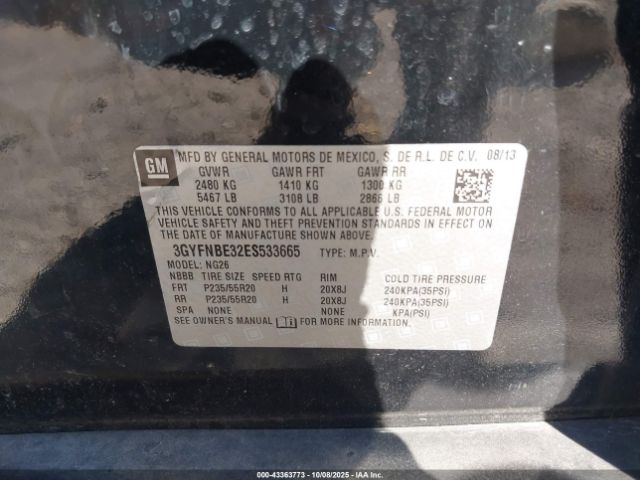 GM
MFD BY GENERAL MOTORS DE MEXICO, S. DE R.L. DE C.V. 08/13
GVWR GAWR FRT GAWR RR
2480 KG 1410 KG 1300 KG
5467 LB 3108 LB 2866 LB
THIS VEHICLE CONFORMS TO ALL APPLICABLE U.S. FEDERAL MOTOR
VEHICLE SAFETY, BUMPER, AND THEFT PREVENTION STANDARDS IN EFFECT ON
THE DATE OF MANUFACTURE SHOWN ABOVE.
3GYFNBE32ES533665 TYPE: M.P.V.
MODEL: NG26
NBBB TIRE SIZE SPEED RTG RIM COLD TIRE PRESSURE
FRT P235/55R20 H 20X8J 240KPA(35PSI)
RR P235/55R20 H 20X8J 240KPA(35PSI)
SPA NONE NONE KPA(PSI)
SEE OWNER'S MANUAL FOR MORE INFORMATION.
STOCK #: 43363773 - 10/08/2025 - IAAI, Inc.